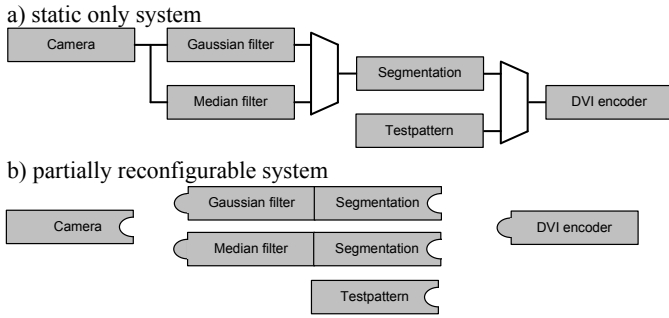 a) static only system
Camera
Gaussian filter
Median filter
Segmentation
Testpattern
DVI encoder
b) partially reconfigurable system
Camera
Gaussian filter
Segmentation
Median filter
Segmentation
Testpattern
DVI encoder